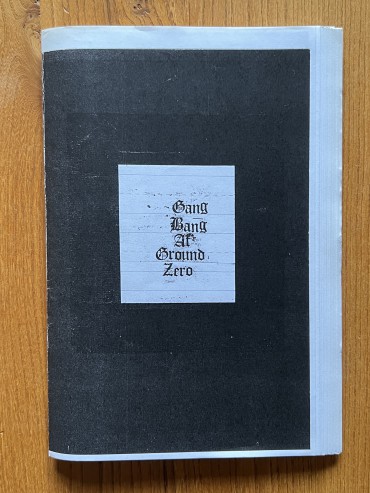 Gang
Bang
At
Ground
Zero